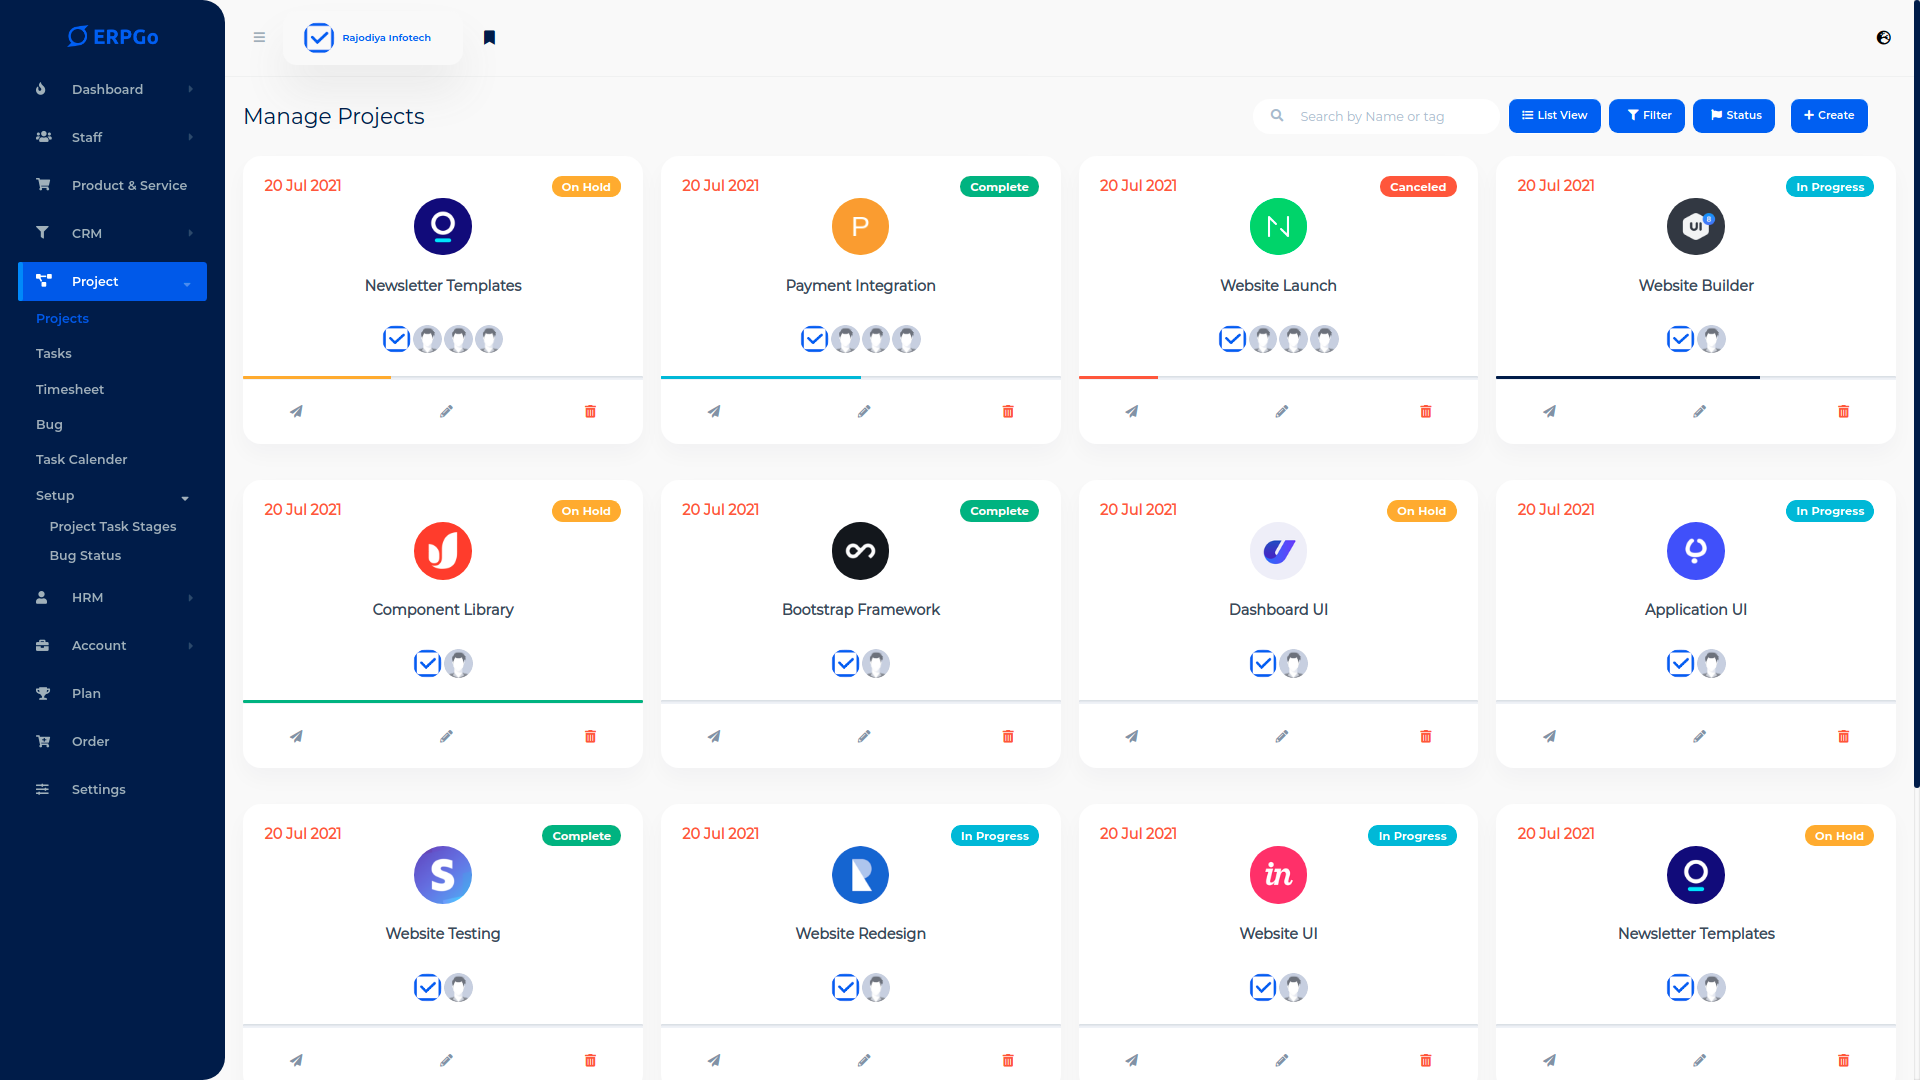 ERPGo
Dashboard
Staff
Product & Service
CRM
Project
Projects
Tasks
Timesheet
Bug
Task Calender
Setup
Project Task Stages
Bug Status
HRM
Account
Plan
Order
Settings
Rajodiya Infotech
Manage Projects
Search by Name or tag
List View
Filter
Status
Create
20 Jul 2021
On Hold
Newsletter Templates
20 Jul 2021
Complete
P
Payment Integration
20 Jul 2021
Canceled
N
Website Launch
20 Jul 2021
In Progress
UI
8
Website Builder
20 Jul 2021
On Hold
Component Library
20 Jul 2021
Complete
Bootstrap Framework
20 Jul 2021
On Hold
Dashboard UI
20 Jul 2021
In Progress
Application UI
20 Jul 2021
Complete
S
Website Testing
20 Jul 2021
In Progress
R
Website Redesign
20 Jul 2021
In Progress
in
Website UI
20 Jul 2021
On Hold
Newsletter Templates